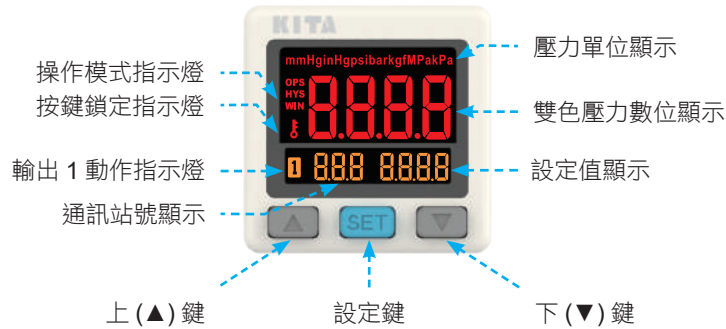 KITA
mmHginHgpsibarkgfMPakPa
壓力單位顯示
操作模式指示燈
OPS
HYS
WIN
8.8.8.8
雙色壓力數位顯示
按鍵鎖定指示燈
輸出 1 動作指示燈
1 8.8.8 8.8.8.8
設定值顯示
通訊站號顯示
▲ SET ▼
上 (▲) 鍵
設定鍵
下 (▼) 鍵